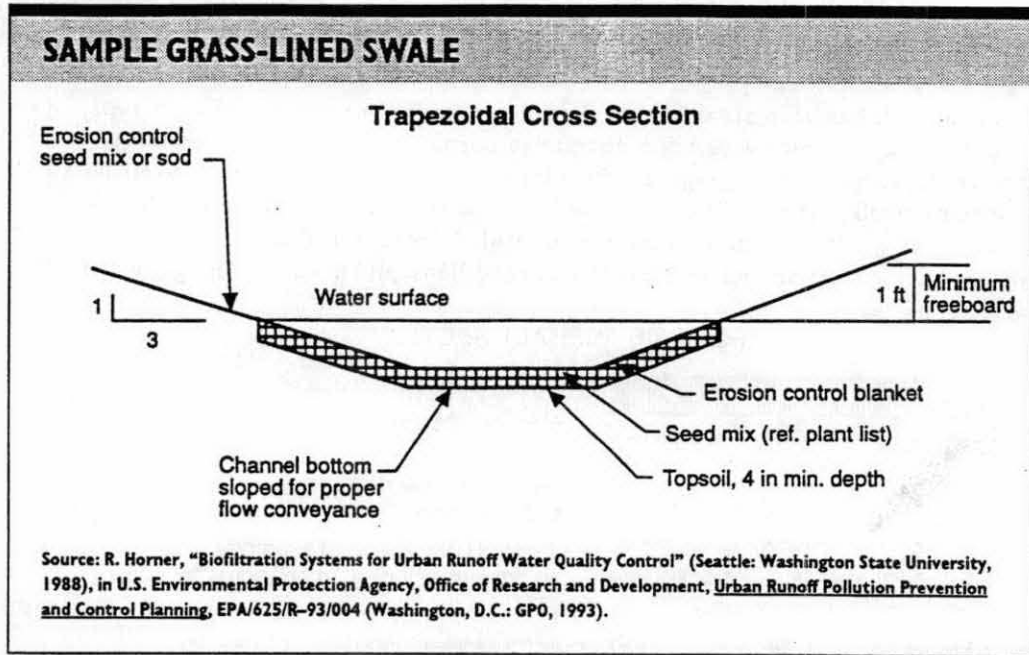 SAMPLE GRASS-LINED SWALE
Trapezoidal Cross Section
Erosion control
seed mix or sod
Water surface
1
3
1 ft
Minimum
freeboard
Erosion control blanket
Seed mix (ref. plant list)
Topsoil, 4 in min. depth
Channel bottom
sloped for proper
flow conveyance
Source: R. Horner, "Biofiltration Systems for Urban Runoff Water Quality Control" (Seattle: Washington State University,
1988), in U.S. Environmental Protection Agency, Office of Research and Development, Urban Runoff Pollution Prevention
and Control Planning, EPA/625/R–93/004 (Washington, D.C.: GPO, 1993).